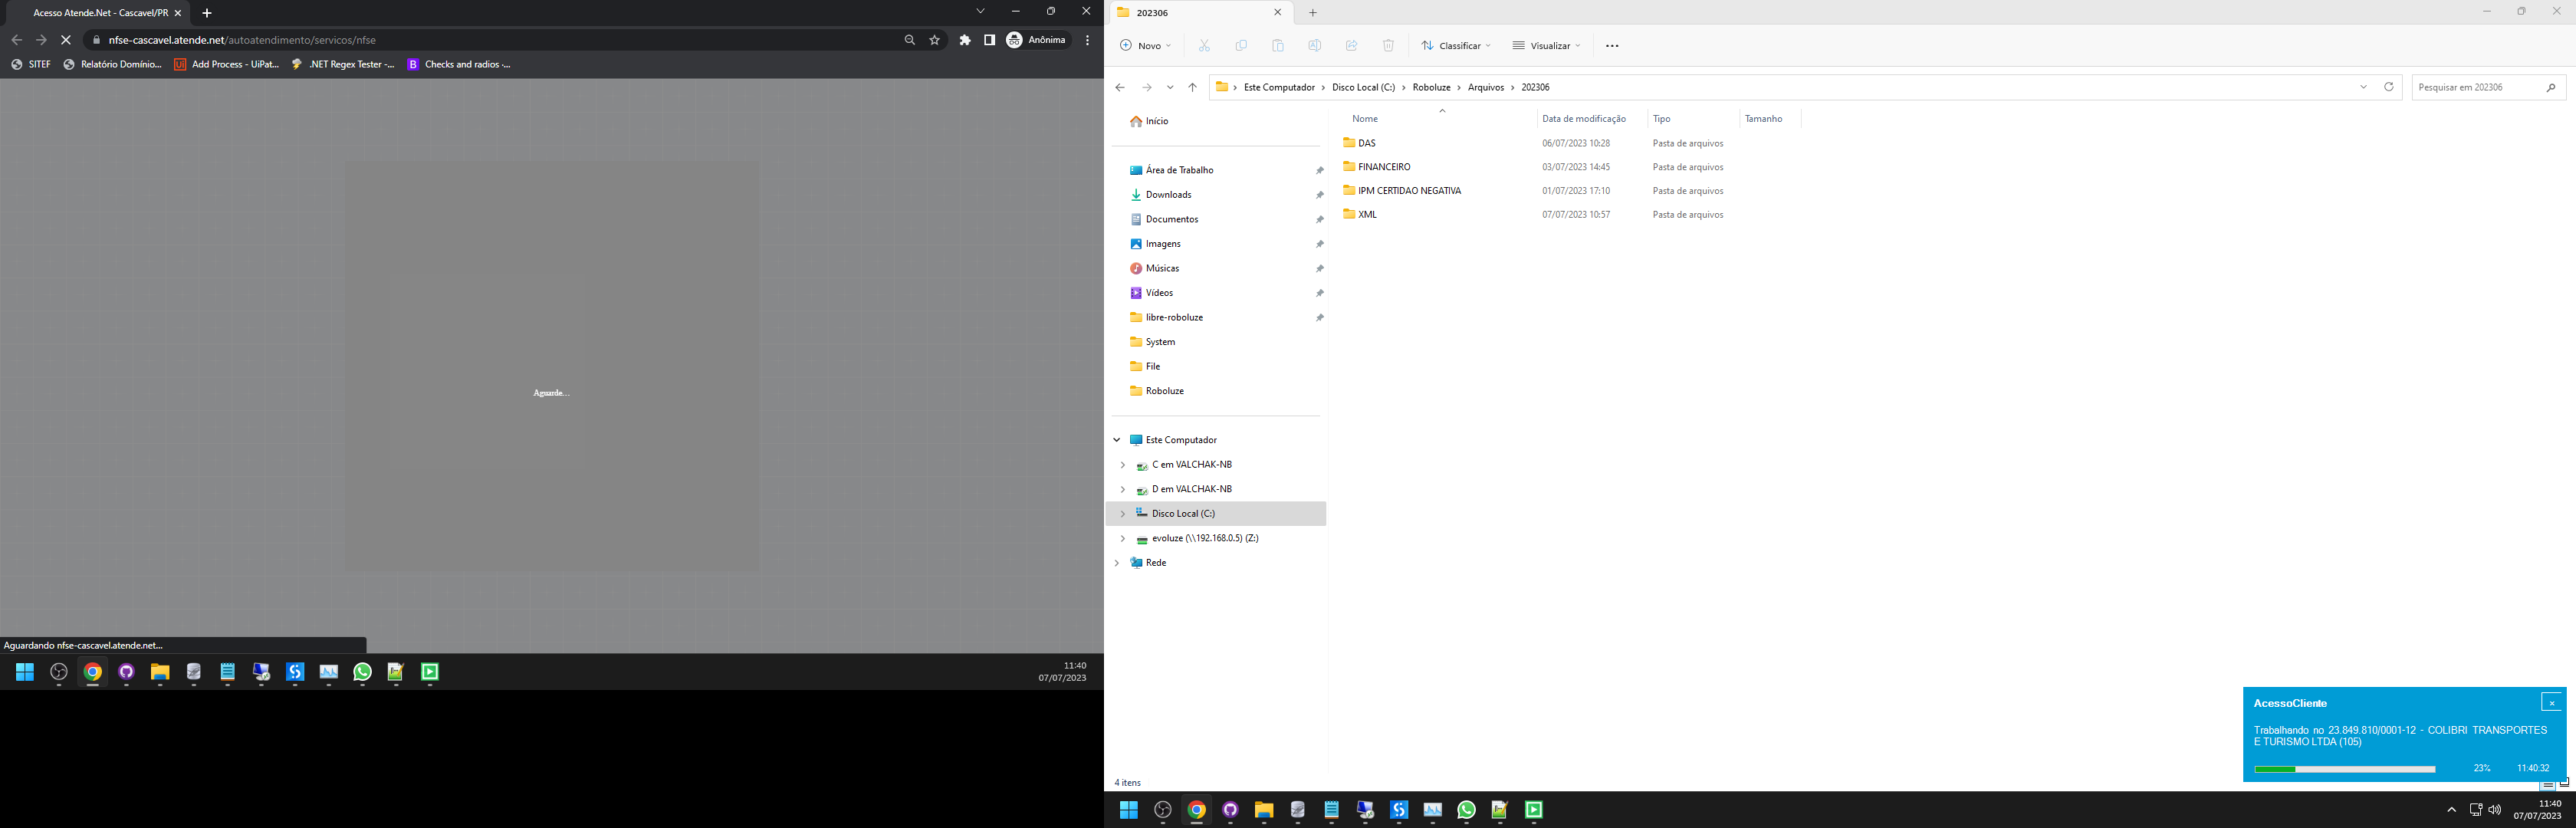 Acesso Atende.Net - Cascavel/PR
nfse-cascavel.atende.net/autoatendimento/servicos/nfse
Anônima
SITEF
Relatório Domínio...
Add Process - UiPat...
.NET Regex Tester -...
Checks and radios ·...
Aguarde...
Aguardando nfse-cascavel.atende.net...
11:40
07/07/2023
202306
Novo
Classificar
Visualizar
Este Computador
Disco Local (C:)
Roboluze
Arquivos
202306
Pesquisar em 202306
Início
Área de Trabalho
Downloads
Documentos
Imagens
Músicas
Vídeos
libre-roboluze
System
File
Roboluze
Este Computador
C em VALCHAK-NB
D em VALCHAK-NB
Disco Local (C:)
evoluze (\\192.168.0.5) (Z:)
Rede
Nome Data de modificação Tipo Tamanho
DAS 06/07/2023 10:28 Pasta de arquivos
FINANCEIRO 03/07/2023 14:45 Pasta de arquivos
IPM CERTIDAO NEGATIVA 01/07/2023 17:10 Pasta de arquivos
XML 07/07/2023 10:57 Pasta de arquivos
4 itens
AcessoCliente
Trabalhando no 23.849.810/0001-12 - COLIBRI TRANSPORTES
E TURISMO LTDA (105)
23% 11:40:32
11:40
07/07/2023